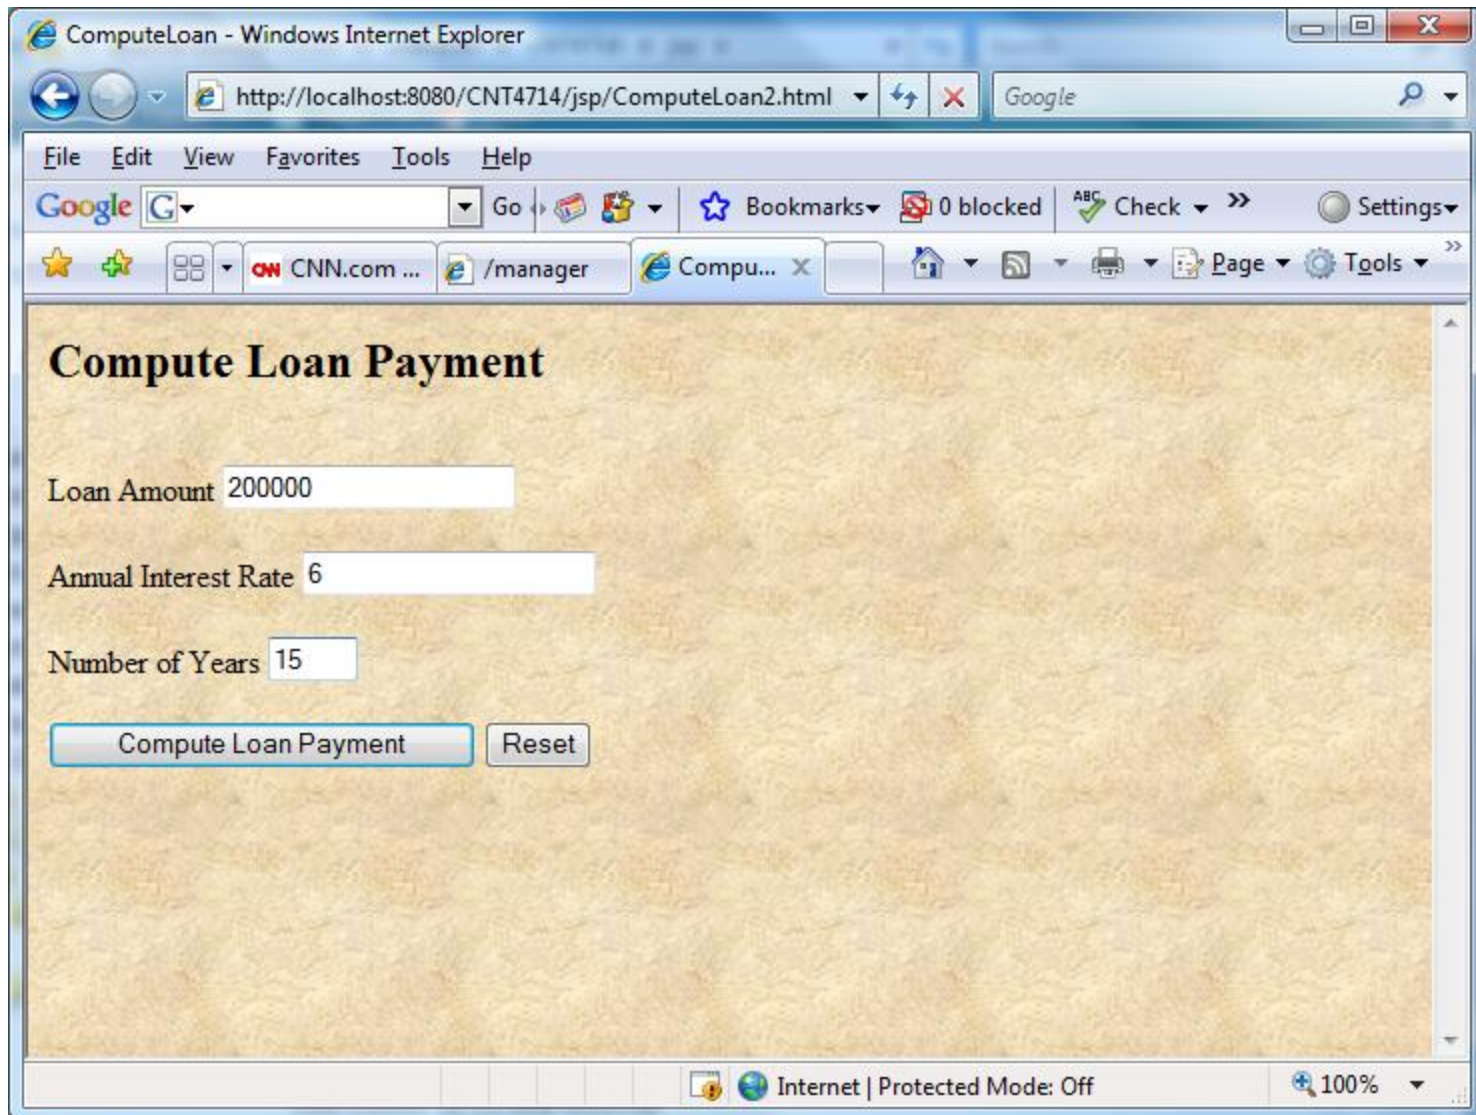 ComputeLoan - Windows Internet Explorer
http://localhost:8080/CNT4714/jsp/ComputeLoan2.html Google
File Edit View Favorites Tools Help
Google G Go Bookmarks 0 blocked ABC Check >> Settings
CNN CNN.com ... /manager Compu... X Page Tools >>
Compute Loan Payment
Loan Amount 200000
Annual Interest Rate 6
Number of Years 15
Compute Loan Payment Reset
Internet | Protected Mode: Off 100%